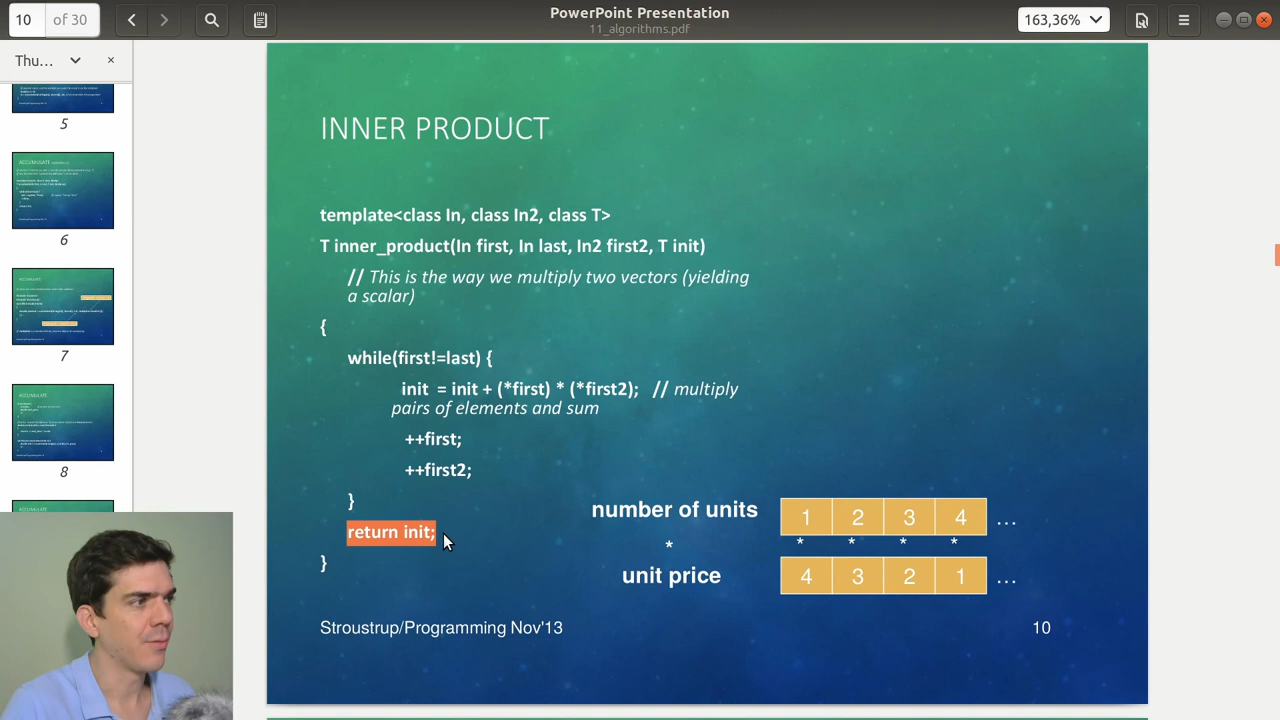 10 of 30
PowerPoint Presentation
11_algorithms.pdf
163,36%
Thu...
5
6
7
8
ACCUMULATE
ACCUMULATE
ACCUMULATE
INNER PRODUCT
template<class In, class In2, class T>
T inner_product(In first, In last, In2 first2, T init)
// This is the way we multiply two vectors (yielding
a scalar)
{
while(first!=last) {
init = init + (*first) * (*first2); // multiply
pairs of elements and sum
++first;
++first2;
}
return init;
}
number of units
1 2 3 4 ...
*
* * * *
unit price
4 3 2 1 ...
Stroustrup/Programming Nov'13
10